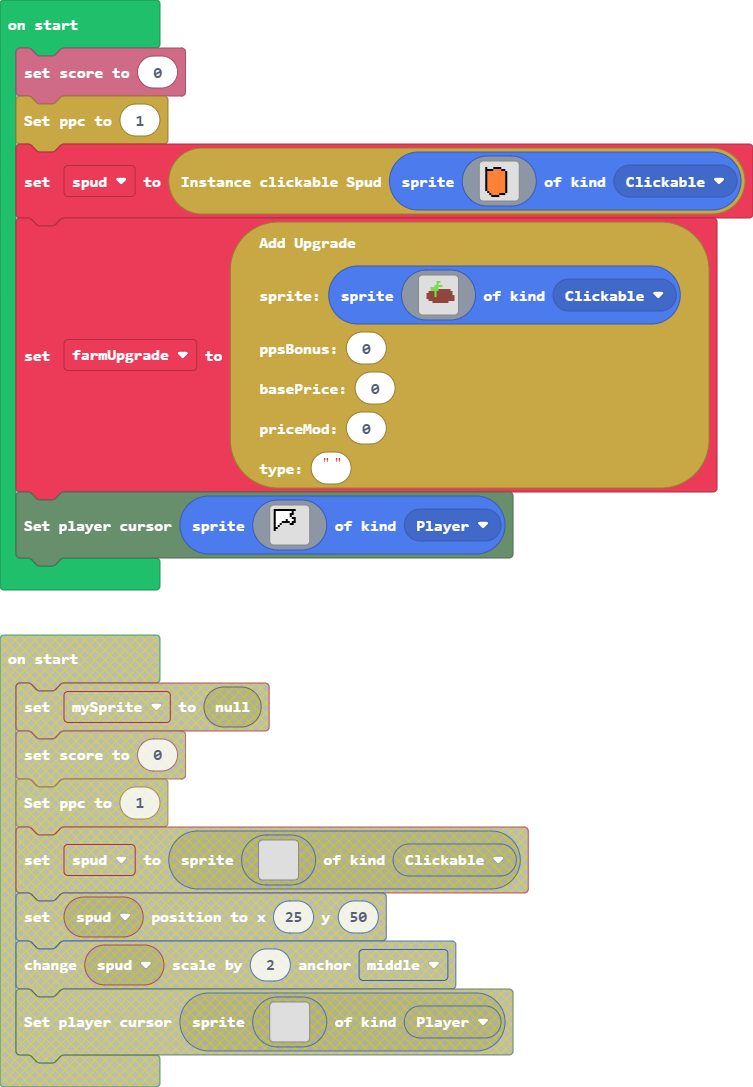 on start
set score to 0
Set ppc to 1
set spud to Instance clickable Spud sprite of kind Clickable
Add Upgrade
sprite: sprite of kind Clickable
set farmUpgrade to
ppsBonus: 0
basePrice: 0
priceMod: 0
type: " "
Set player cursor sprite of kind Player
on start
set mySprite to null
set score to 0
Set ppc to 1
set spud to sprite of kind Clickable
set spud position to x 25 y 50
change spud scale by 2 anchor middle
Set player cursor sprite of kind Player